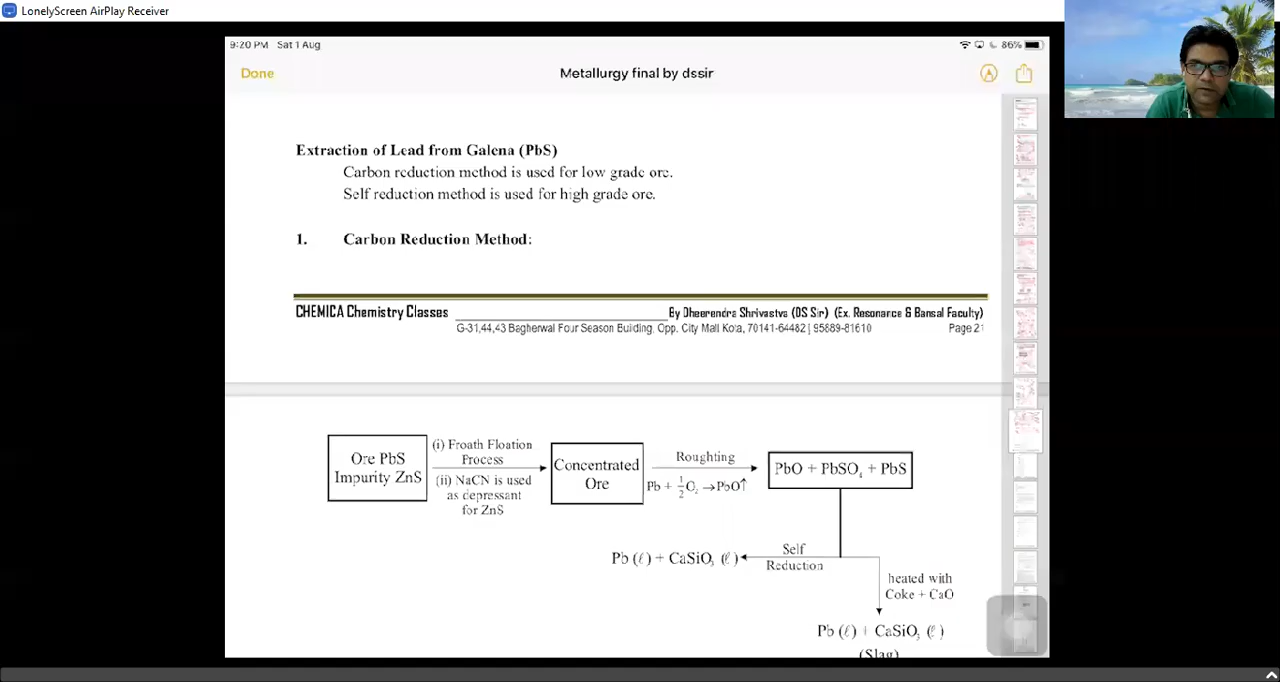 LonelyScreen AirPlay Receiver
9:20 PM Sat 1 Aug
86%
Done
Metallurgy final by dssir
Extraction of Lead from Galena (PbS)
Carbon reduction method is used for low grade ore.
Self reduction method is used for high grade ore.
1. Carbon Reduction Method:
CHEMICA Chemistry Classes
By Dheerendra Shrivastva (DS Sir) (Ex. Resonance & Bansal Faculty)
G-31,44,43 Bagherwal Four Season Building, Opp. City Mall Kota, 70141-64482 | 95889-81610
Page 21
Ore PbS
Impurity ZnS
(i) Froath Floation
Process
(ii) NaCN is used
as depressant
for ZnS
Concentrated
Ore
Roughting
Pb + 1/2 O₂ →PbO↑
PbO + PbSO₄ + PbS
Self
Reduction
Pb (ℓ) + CaSiO₃ (ℓ)
heated with
Coke + CaO
Pb (ℓ) + CaSiO₃ (ℓ)
(Slag)